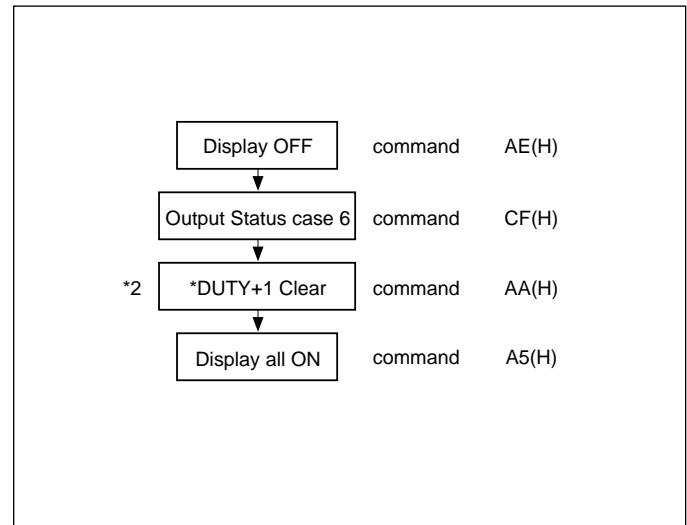 Display OFF command AE(H)
Output Status case 6 command CF(H)
*2 *DUTY+1 Clear command AA(H)
Display all ON command A5(H)